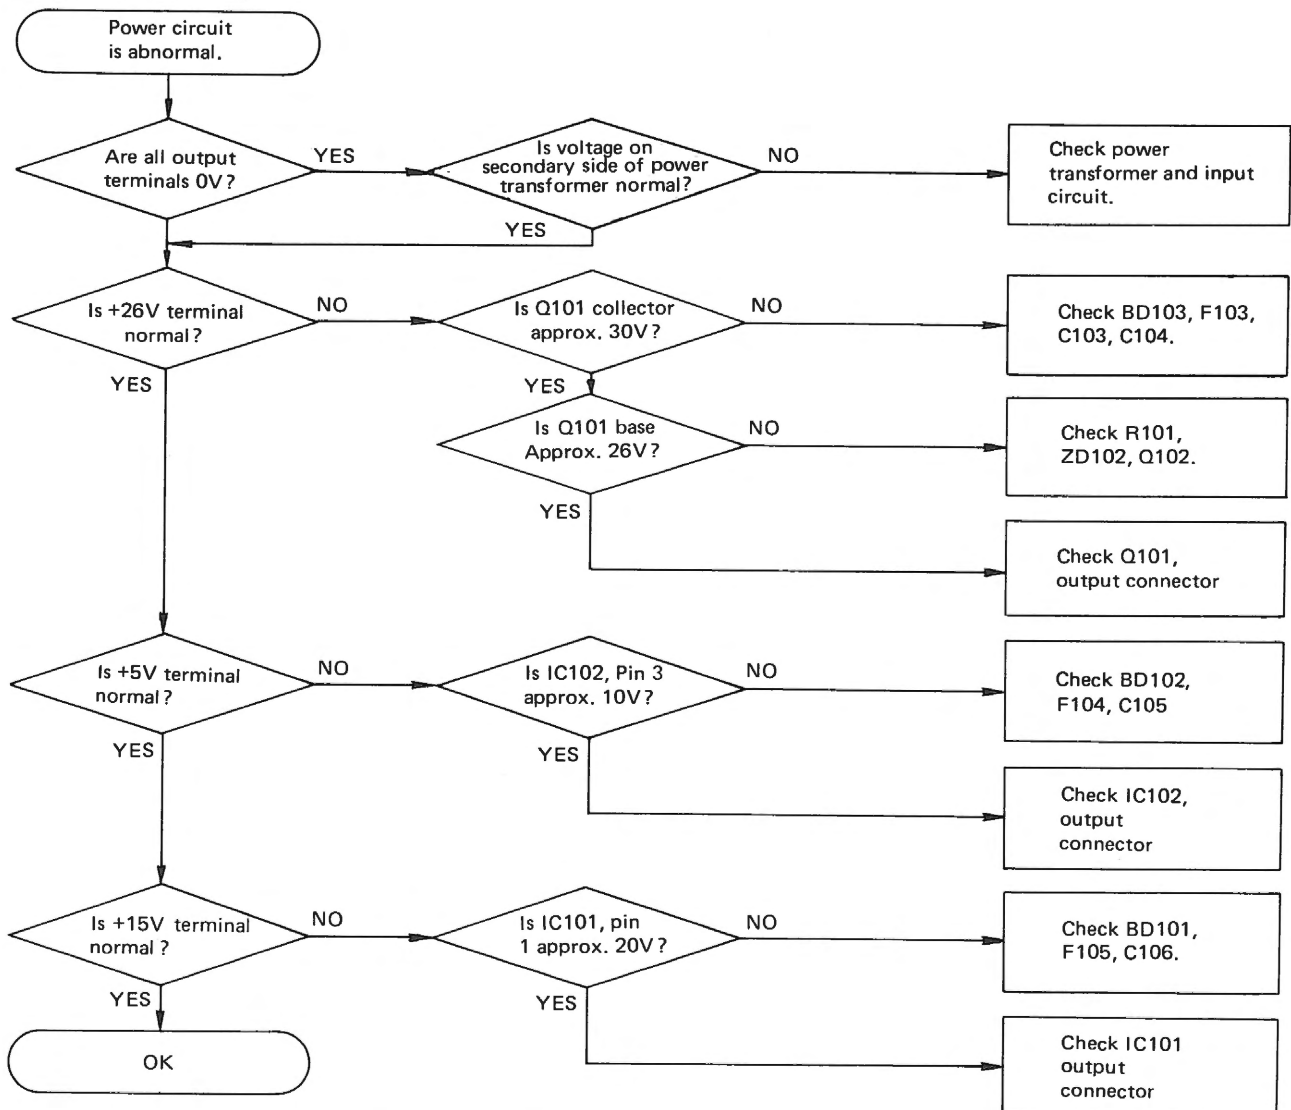 Power circuit
is abnormal.
Are all output
terminals 0V?
YES
Is voltage on
secondary side of power
transformer normal?
NO
Check power
transformer and input
circuit.
YES
Is +26V terminal
normal?
NO
Is Q101 collector
approx. 30V?
NO
Check BD103, F103,
C103, C104.
YES
YES
Is Q101 base
Approx. 26V?
NO
Check R101,
ZD102, Q102.
YES
Check Q101,
output connector
Is +5V terminal
normal?
NO
Is IC102, Pin 3
approx. 10V?
NO
Check BD102,
F104, C105
YES
YES
Check IC102,
output
connector
Is +15V terminal
normal?
NO
Is IC101, pin
1 approx. 20V?
NO
Check BD101,
F105, C106.
YES
YES
OK
Check IC101
output
connector